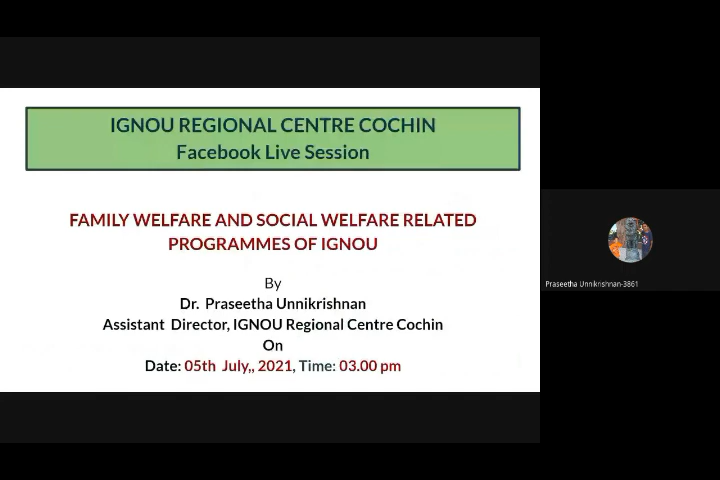 IGNOU REGIONAL CENTRE COCHIN
Facebook Live Session
FAMILY WELFARE AND SOCIAL WELFARE RELATED
PROGRAMMES OF IGNOU
By
Dr. Praseetha Unnikrishnan
Assistant Director, IGNOU Regional Centre Cochin
On
Date: 05th July,, 2021, Time: 03.00 pm
Praseetha Unnikrishnan-3861